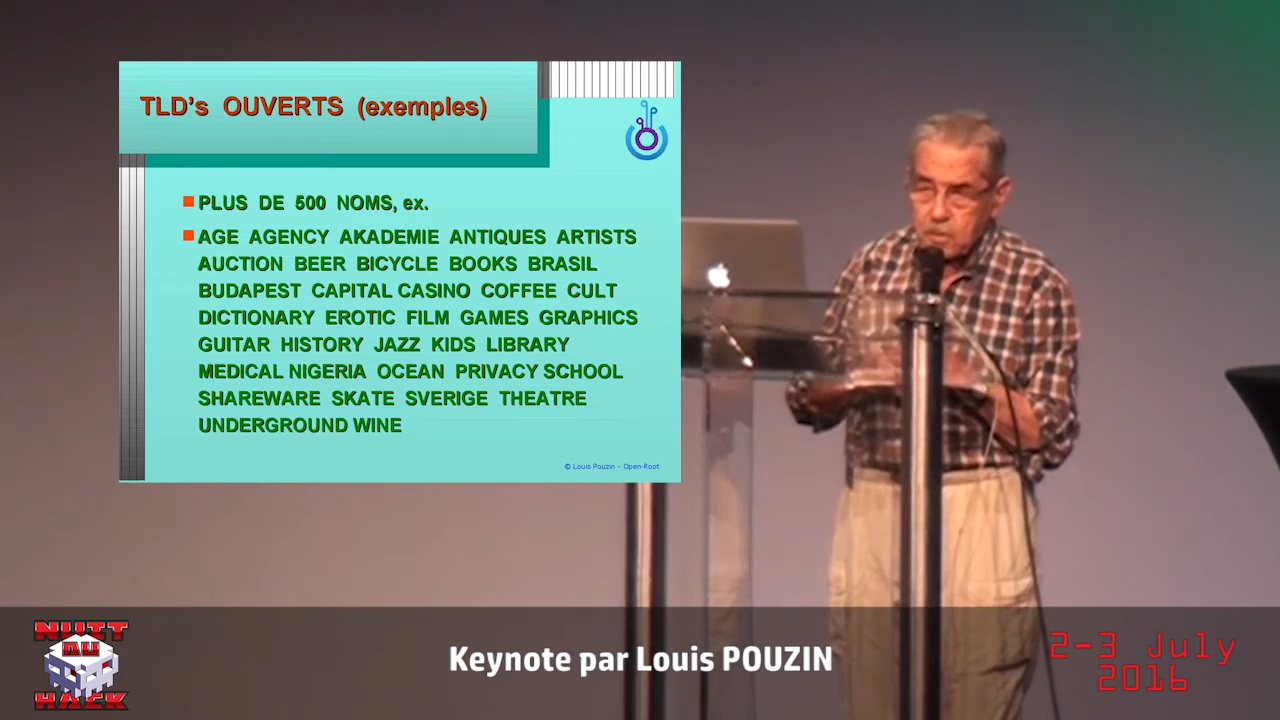 TLD's OUVERTS (exemples)
PLUS DE 500 NOMS, ex.
AGE AGENCY AKADEMIE ANTIQUES ARTISTS
AUCTION BEER BICYCLE BOOKS BRASIL
BUDAPEST CAPITAL CASINO COFFEE CULT
DICTIONARY EROTIC FILM GAMES GRAPHICS
GUITAR HISTORY JAZZ KIDS LIBRARY
MEDICAL NIGERIA OCEAN PRIVACY SCHOOL
SHAREWARE SKATE SVERIGE THEATRE
UNDERGROUND WINE
© Louis Pouzin - Open-Root
NUIT
DU
HACK
Keynote par Louis POUZIN
2-3 July
2016